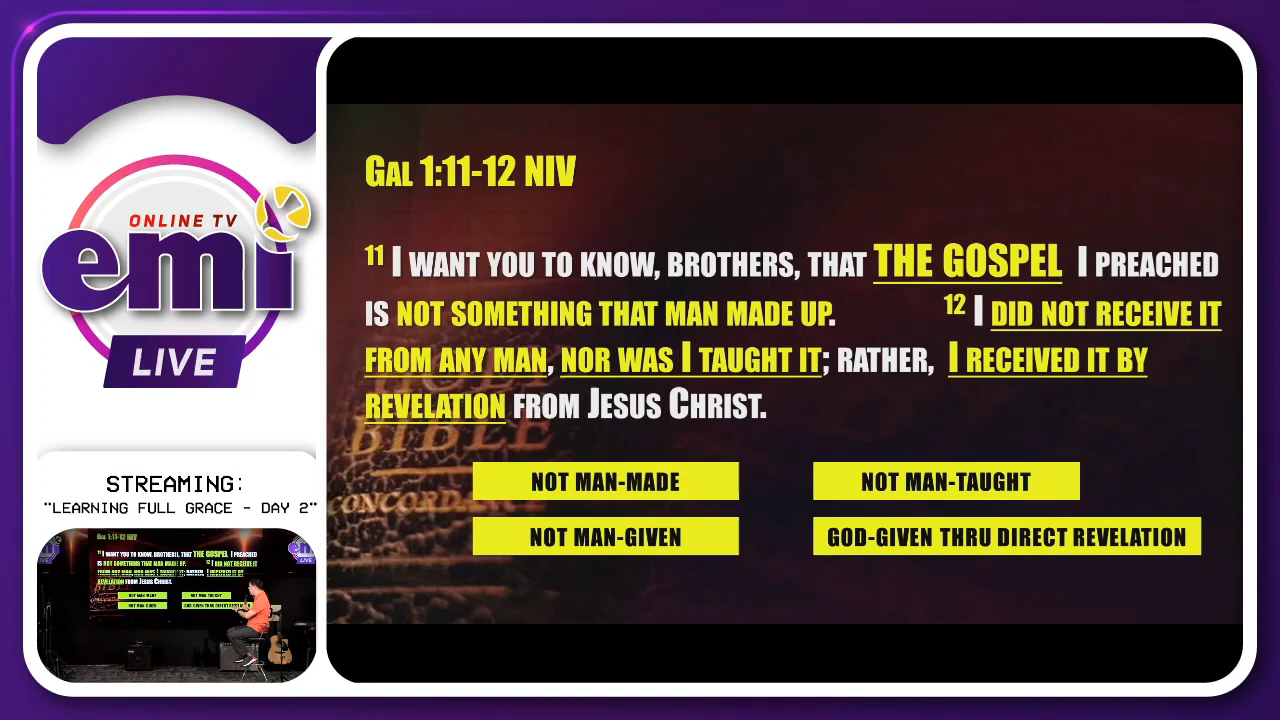 ONLINE TV
emi
LIVE
STREAMING:
"LEARNING FULL GRACE - DAY 2"
GAL 1:11-12 NIV
11 I WANT YOU TO KNOW, BROTHERS, THAT THE GOSPEL I PREACHED
IS NOT SOMETHING THAT MAN MADE UP. 12 I DID NOT RECEIVE IT
FROM ANY MAN, NOR WAS I TAUGHT IT; RATHER, I RECEIVED IT BY
REVELATION FROM JESUS CHRIST.
HOLY
BIBLE
CONCORDANCE
NOT MAN-MADE
NOT MAN-TAUGHT
NOT MAN-GIVEN
GOD-GIVEN THRU DIRECT REVELATION